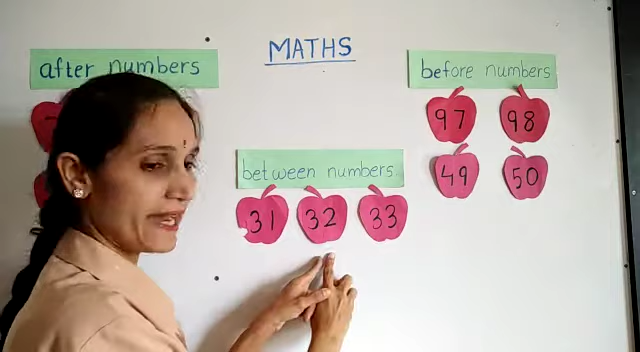 MATHS
after numbers
before numbers
97 98
49 50
between numbers
31 32 33